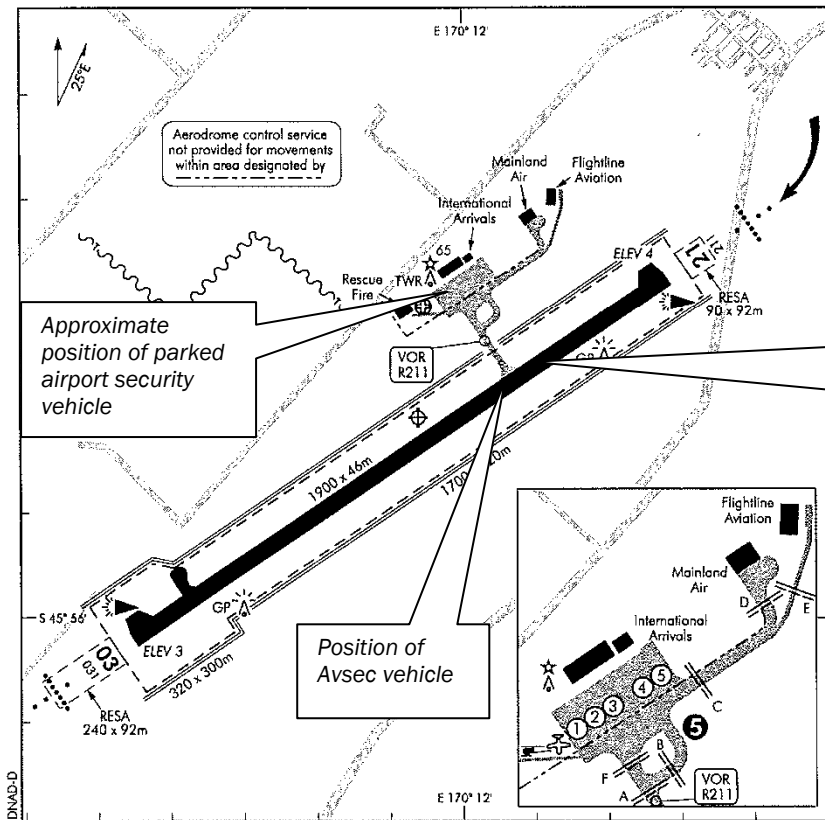 E 170° 12'
25°E
Aerodrome control service
not provided for movements
within area designated by
Mainland
Air
Flightline
Aviation
International
Arrivals
65
TWR
Rescue
Fire
ELEV 4
21
21
RESA
90 x 92m
Approximate
position of parked
airport security
vehicle
VOR
R211
GP
1900 x 46m
Flightline
Aviation
Mainland
Air
D
E
International
Arrivals
S 45° 56'
GP
Position of
Avsec vehicle
ELEV 3
03
031
320 x 300m
RESA
240 x 92m
1
2
3
4
5
C
5
B
F
A
VOR
R211
E 170° 12'
DNAD-D